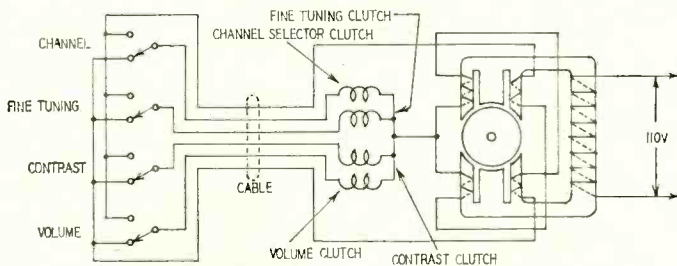 FINE TUNING CLUTCH
CHANNEL SELECTOR CLUTCH
CHANNEL
FINE TUNING
CONTRAST
VOLUME
CABLE
VOLUME CLUTCH
CONTRAST CLUTCH
110V